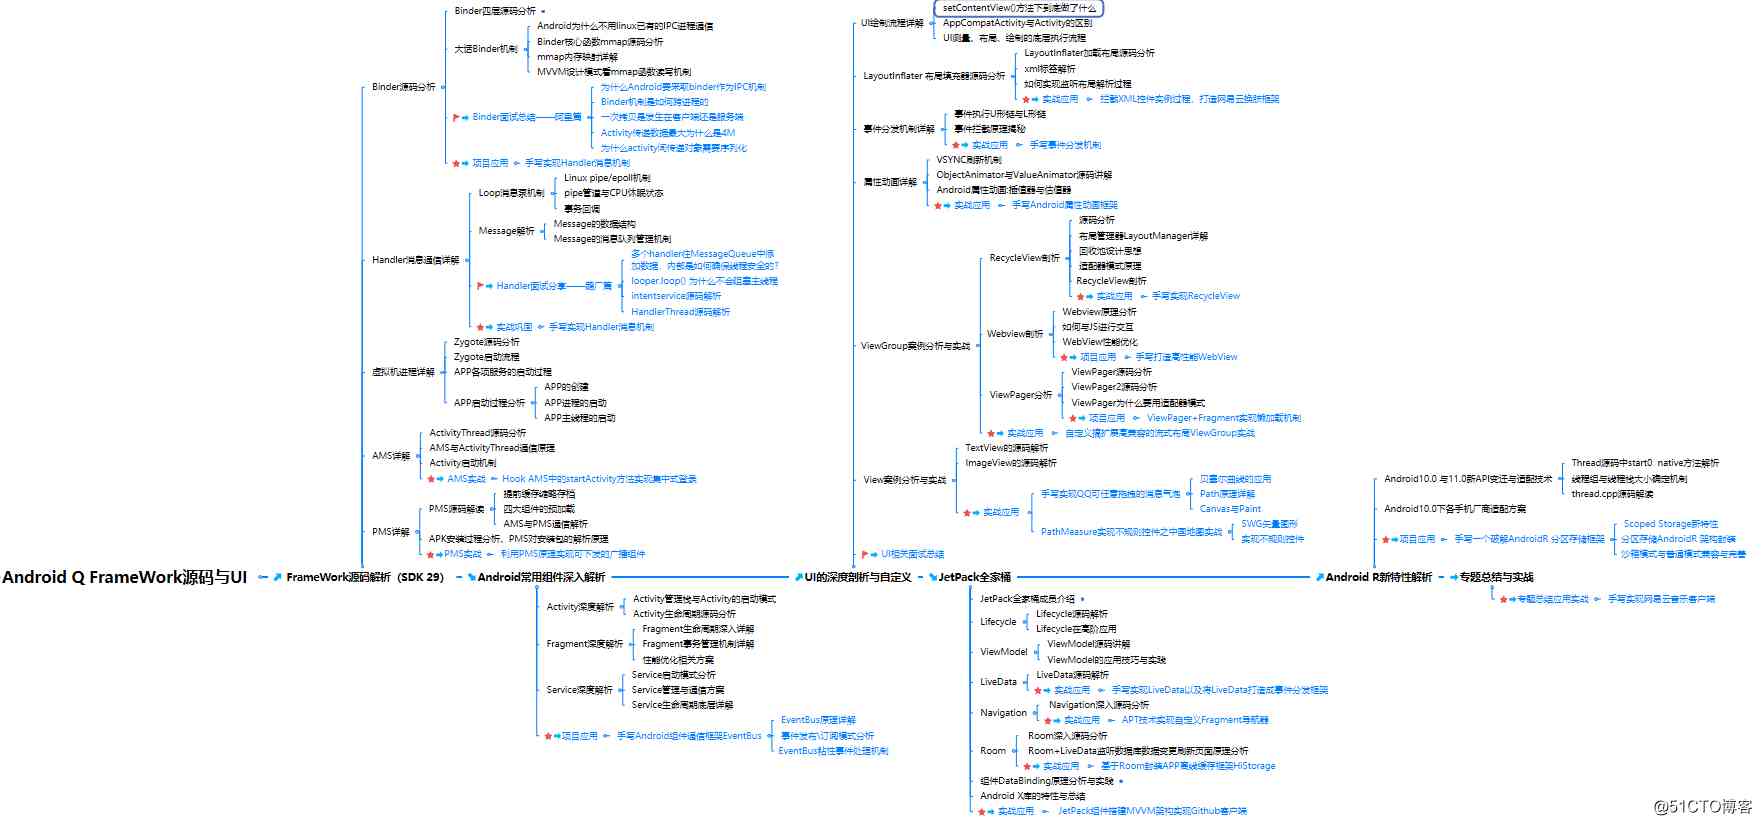 Android Q FrameWork源码与UI
FrameWork源码解析（SDK 29）
Binder源码分析
Binder四层源码分析
大话Binder机制
Android为什么不用linux已有的IPC进程通信
Binder核心函数mmap源码分析
mmap内存映射详解
MVVM设计模式看mmap函数读写机制
Binder面试总结——阿里篇
为什么Android要采取binder作为IPC机制
Binder机制是如何跨进程的
一次拷贝是发生在客户端还是服务端
Activity传递数据最大为什么是4M
为什么activity间传递对象需要序列化
项目应用
手写实现Handler消息机制
Handler消息通信详解
Loop消息泵机制
Linux pipe/epoll机制
pipe管道与CPU休眠状态
事务回调
Message解析
Message的数据结构
Message的消息队列管理机制
Handler面试分享——鹅厂篇
多个handler往MessageQueue中添
加数据，内部是如何确保线程安全的?
looper.loop() 为什么不会阻塞主线程
intentservice源码解析
HandlerThread源码解析
实战巩固
手写实现Handler消息机制
虚拟机进程详解
Zygote源码分析
Zygote启动流程
APP各项服务的启动过程
APP启动过程分析
APP的创建
APP进程的启动
APP主线程的启动
AMS详解
ActivityThread源码分析
AMS与ActivityThread通信原理
Activity启动机制
AMS实战
Hook AMS中的startActivity方法实现集中式登录
PMS详解
PMS源码解读
提前缓存缩略存档
四大组件的预加载
AMS与PMS通信解析
APK安装过程分析，PMS对安装包的解析原理
PMS实战
利用PMS原理实现可下发的广播组件
Android常用组件深入解析
Activity深度解析
Activity管理栈与Activity的启动模式
Activity生命周期源码分析
Fragment深度解析
Fragment生命周期深入详解
Fragment事务管理机制详解
性能优化相关方案
Service深度解析
Service启动模式分析
Service管理与通信方案
Service生命周期底层详解
项目应用
手写Android组件通信框架EventBus
EventBus原理详解
事件发布\订阅模式分析
EventBus粘性事件处理机制
UI的深度剖析与自定义
UI绘制流程详解
setContentView()方法下到底做了什么
AppCompatActivity与Activity的区别
UI测量、布局、绘制的底层执行流程
LayoutInflater 布局填充器源码分析
LayoutInflater加载布局源码分析
xml标签解析
如何实现监听布局解析过程
实战应用
拦截XML控件实例过程，打造网易云换肤框架
事件分发机制详解
事件执行U形链与L形链
事件拦截原理揭秘
实战应用
手写事件分发机制
属性动画详解
VSYNC刷新机制
ObjectAnimator与ValueAnimator源码讲解
Android属性动画:插值器与估值器
实战应用
手写Android属性动画框架
ViewGroup案例分析与实战
RecycleView剖析
源码分析
布局管理器LayoutManager详解
回收池设计思想
适配器模式原理
RecycleView剖析
实战应用
手写实现RecycleView
Webview剖析
Webview原理分析
如何与JS进行交互
WebView性能优化
项目应用
手写打造高性能WebView
ViewPager分析
ViewPager源码分析
ViewPager2源码分析
ViewPager为什么要用适配器模式
项目应用
ViewPager+Fragment实现懒加载机制
实战应用
自定义搞扩展高兼容的流式布局ViewGroup实战
View案例分析与实战
TextView的源码解析
ImageView的源码解析
实战应用
手写实现QQ可任意拖拽的消息气泡
贝塞尔曲线的应用
Path原理详解
Canvas与Paint
PathMeasure实现不规则控件之中国地图实战
SWG矢量图形
实现不规则控件
UI相关面试总结
JetPack全家桶
JetPack全家桶成员介绍
Lifecycle
Lifecycle源码解析
Lifecycle在高阶应用
ViewModel
ViewModel源码讲解
ViewModel的应用技巧与实践
LiveData
LiveData源码解析
实战应用
手写实现LiveData以及将LiveData打造成事件分发框架
Navigation
Navigation深入源码分析
实战应用
APT技术实现自定义Fragment导航器
Room
Room深入源码分析
Room+LiveData监听数据库数据变更刷新页面原理分析
实战应用
基于Room封装APP离线缓存框架HiStorage
组件DataBinding原理分析与实践
Android X库的特性与总结
实战应用
JetPack组件搭建MVVM架构实现Github客户端
Android R新特性解析
Android10.0 与11.0新API变迁与适配技术
Thread源码中start0 native方法解析
线程组与线程栈大小确定机制
thread.cpp源码解读
Android10.0下各手机厂商适配方案
项目应用
手写一个破解AndroidR 分区存储框架
Scoped Storage新特性
分区存储AndroidR 架构封装
沙箱模式与普通模式兼容与完善
专题总结与实战
专题总结应用实战
手写实现网易云音乐客户端
@51CTO博客